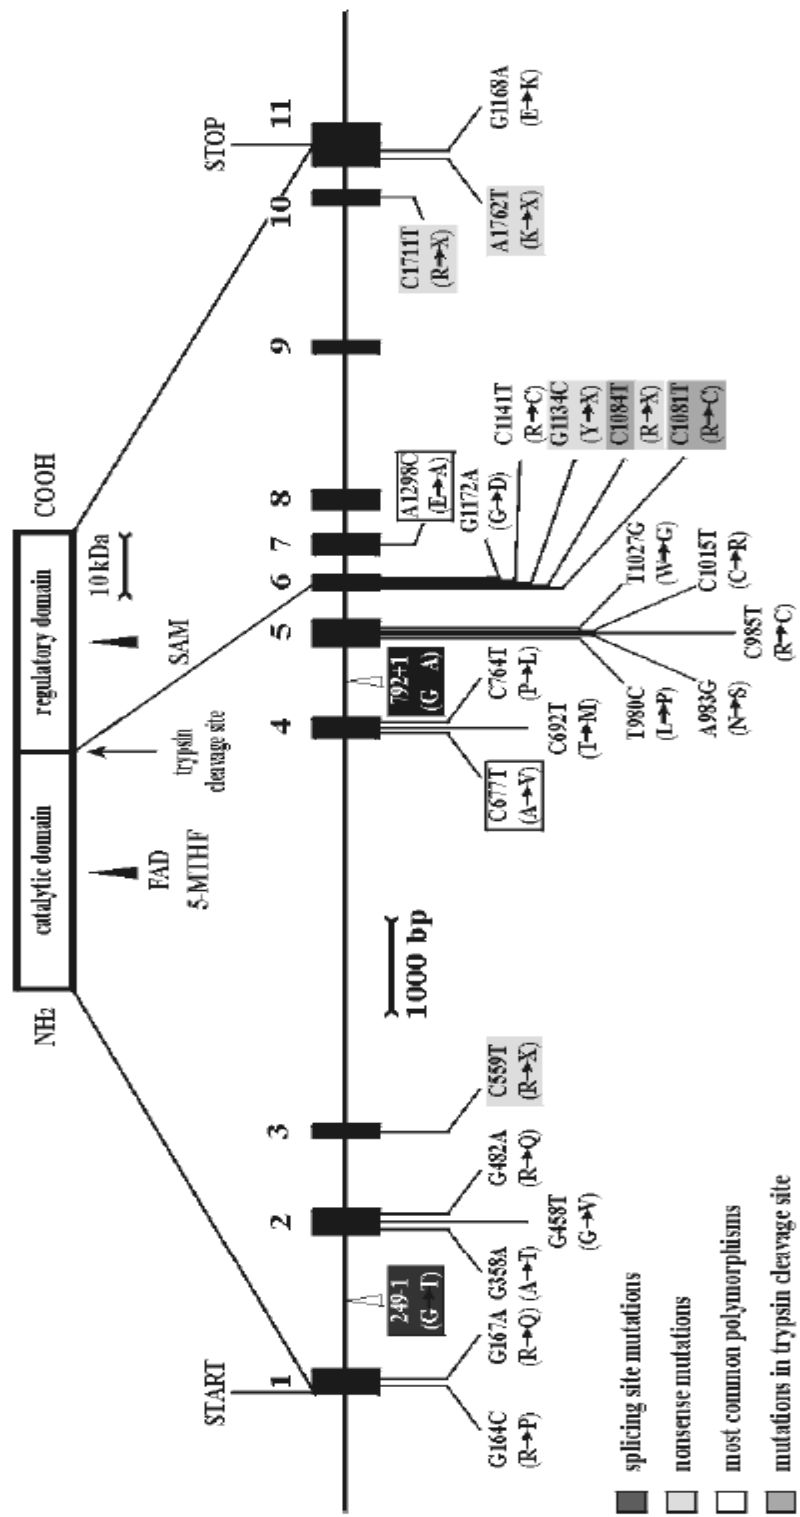 NH2
catalytic domain
regulatory domain
COOH
FAD
5-MTHF
trypsin
cleavage site
SAM
10 kDa
START
STOP
1
2
3
4
5
6
7
8
9
10
11
249-1
(G T)
792+1
(G A)
1000 bp
G164C
(R→P)
G167A
(R→Q)
G358A
(A→T)
G458T
(G→V)
G482A
(R→Q)
C559T
(R→X)
C677T
(A→V)
C692T
(T→M)
C764T
(P→L)
T980C
(L→P)
A983G
(N→S)
C985T
(R→C)
C1015T
(C→R)
T1027G
(W→G)
A1298C
(E→A)
G1172A
(G→D)
C1141T
(R→C)
G1134C
(Y→X)
C1084T
(R→X)
C1081T
(R→C)
C1711T
(R→X)
A1762T
(K→X)
G1168A
(E→K)
splicing site mutations
nonsense mutations
most common polymorphisms
mutations in trypsin cleavage site